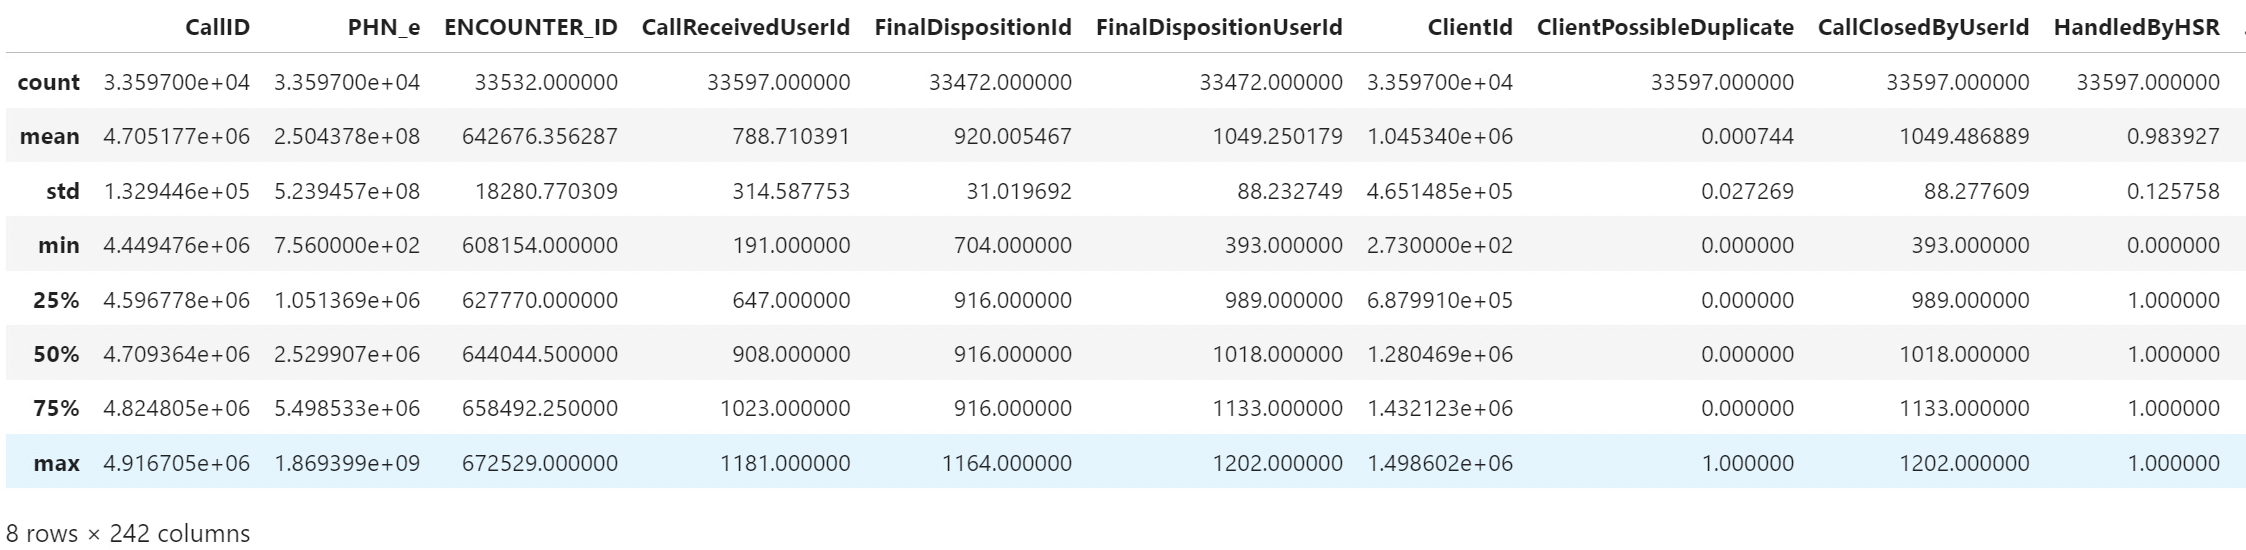 CallID PHN_e ENCOUNTER_ID CallReceivedUserId FinalDispositionId FinalDispositionUserId ClientId ClientPossibleDuplicate CallClosedByUserId HandledByHSR
count 3.359700e+04 3.359700e+04 33532.000000 33597.000000 33472.000000 33472.000000 3.359700e+04 33597.000000 33597.000000 33597.000000
mean 4.705177e+06 2.504378e+08 642676.356287 788.710391 920.005467 1049.250179 1.045340e+06 0.000744 1049.486889 0.983927
std 1.329446e+05 5.239457e+08 18280.770309 314.587753 31.019692 88.232749 4.651485e+05 0.027269 88.277609 0.125758
min 4.449476e+06 7.560000e+02 608154.000000 191.000000 704.000000 393.000000 2.730000e+02 0.000000 393.000000 0.000000
25% 4.596778e+06 1.051369e+06 627770.000000 647.000000 916.000000 989.000000 6.879910e+05 0.000000 989.000000 1.000000
50% 4.709364e+06 2.529907e+06 644044.500000 908.000000 916.000000 1018.000000 1.280469e+06 0.000000 1018.000000 1.000000
75% 4.824805e+06 5.498533e+06 658492.250000 1023.000000 916.000000 1133.000000 1.432123e+06 0.000000 1133.000000 1.000000
max 4.916705e+06 1.869399e+09 672529.000000 1181.000000 1164.000000 1202.000000 1.498602e+06 1.000000 1202.000000 1.000000
8 rows × 242 columns